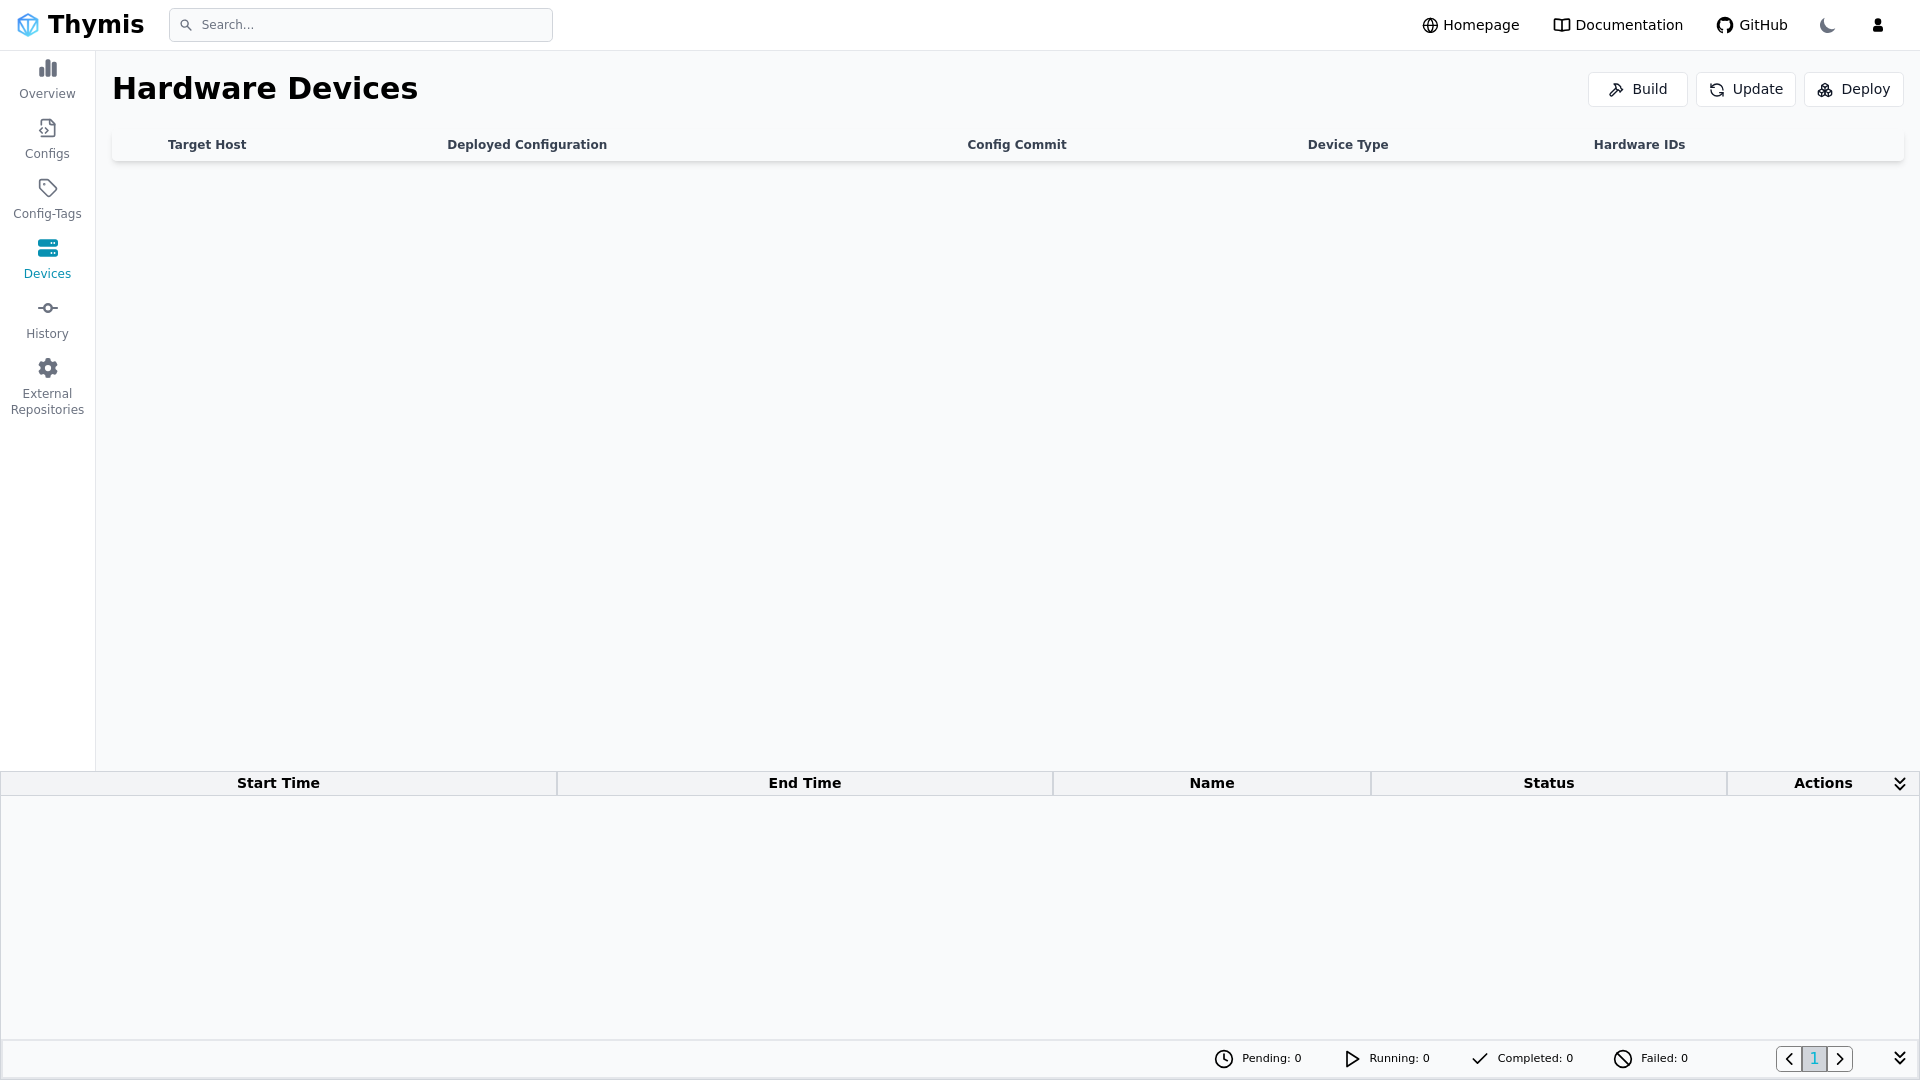 Thymis
Search...
Homepage
Documentation
GitHub
Overview
Configs
Config-Tags
Devices
History
External
Repositories
Hardware Devices
Build
Update
Deploy
Target Host
Deployed Configuration
Config Commit
Device Type
Hardware IDs
Start Time
End Time
Name
Status
Actions
Pending: 0
Running: 0
Completed: 0
Failed: 0
1